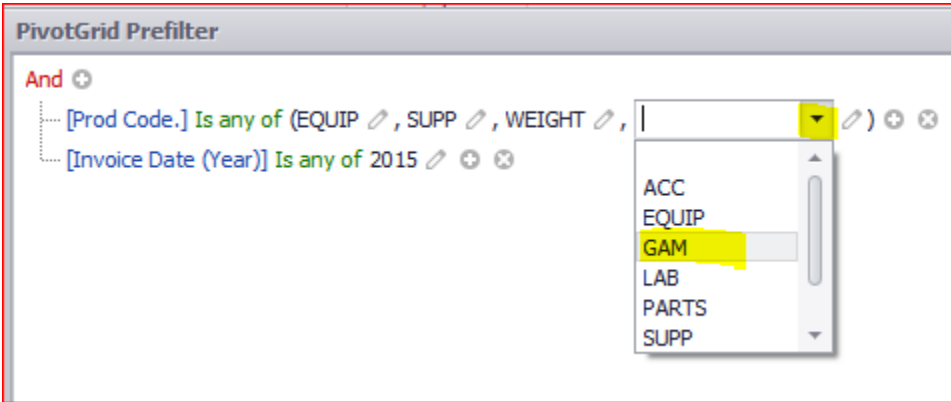 PivotGrid Prefilter
And
[Prod Code.] Is any of (EQUIP , SUPP , WEIGHT , )
[Invoice Date (Year)] Is any of 2015
ACC
EQUIP
GAM
LAB
PARTS
SUPP